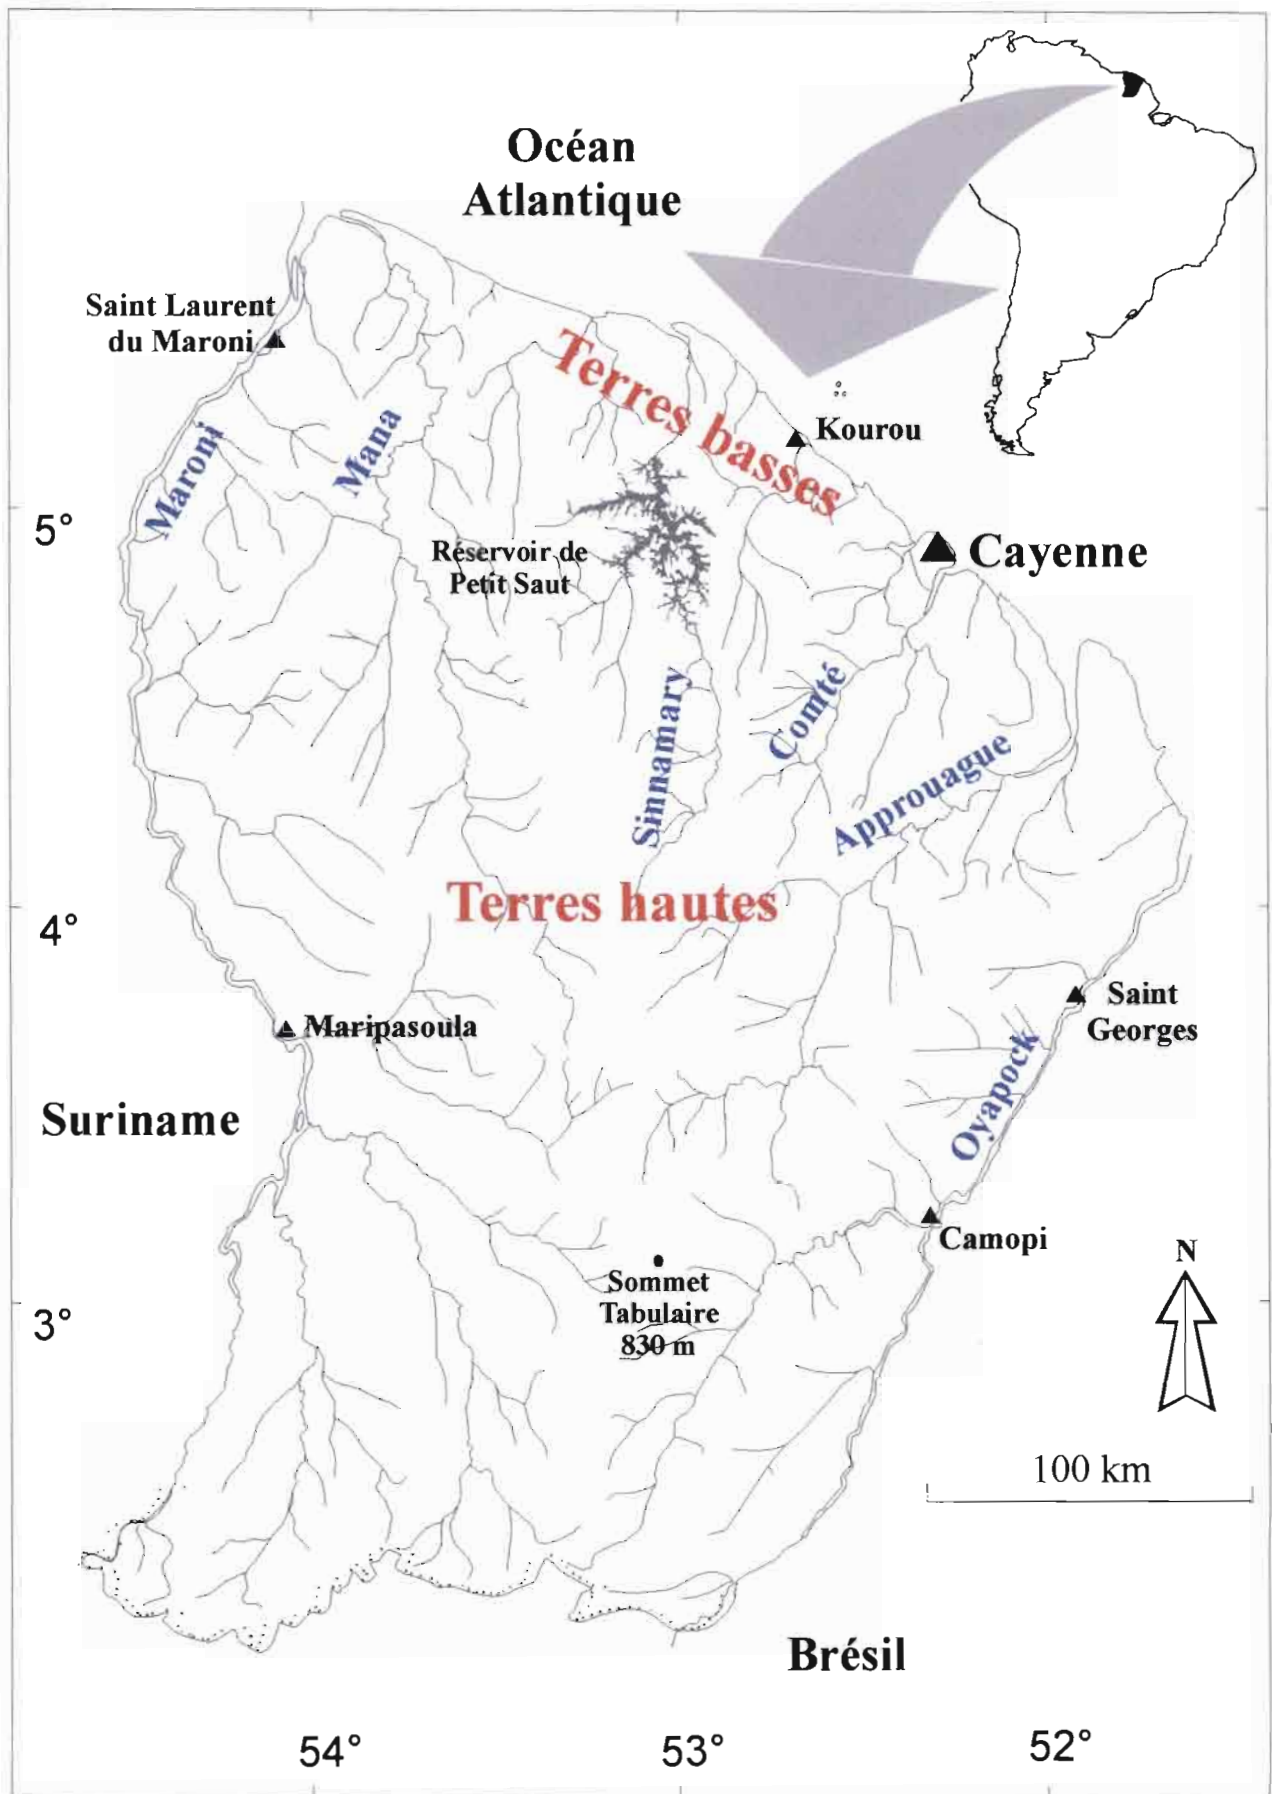 Océan
Atlantique
Saint Laurent
du Maroni
Terres basses
Kourou
Maroni
Mana
5°
Réservoir de
Petit Saut
Cayenne
Sinnamary
Comté
Approuague
Terres hautes
4°
Saint
Georges
Maripasoula
Oyapock
Suriname
Camopi
N
Sommet
Tabulaire
830 m
3°
100 km
Brésil
54°
53°
52°